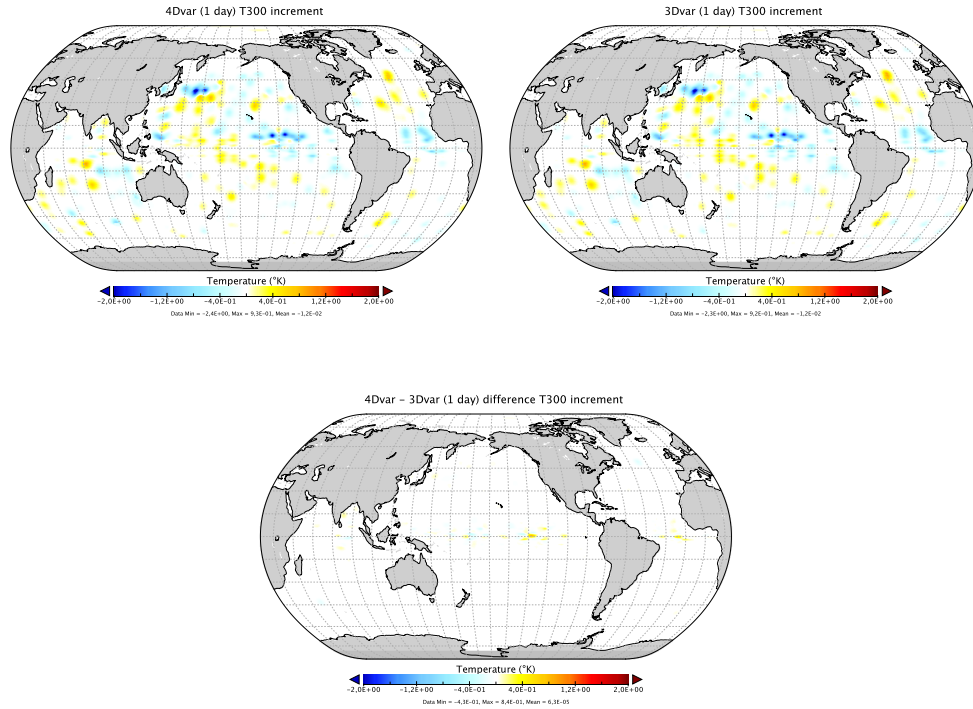 4Dvar (1 day) T300 increment
Temperature (°K)
−2,0E+00 −1,2E+00 −4,0E−01 4,0E−01 1,2E+00 2,0E+00
Data Min = −2,4E+00, Max = 9,3E−01, Mean = −1,2E−02
3Dvar (1 day) T300 increment
Temperature (°K)
−2,0E+00 −1,2E+00 −4,0E−01 4,0E−01 1,2E+00 2,0E+00
Data Min = −2,3E+00, Max = 9,2E−01, Mean = −1,2E−02
4Dvar − 3Dvar (1 day) difference T300 increment
Temperature (°K)
−2,0E+00 −1,2E+00 −4,0E−01 4,0E−01 1,2E+00 2,0E+00
Data Min = −4,3E−01, Max = 8,4E−01, Mean = 6,3E−05